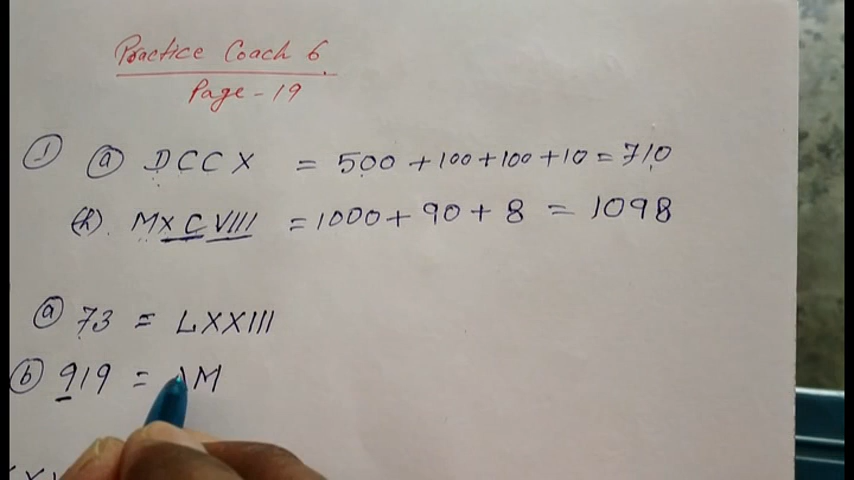 Practice Coach 6
Page - 19
① ⓐ DCCX = 500 + 100 + 100 + 10 = 710
(h). MXCVIII = 1000 + 90 + 8 = 1098
ⓐ 73 = LXXIII
ⓑ 919 = M